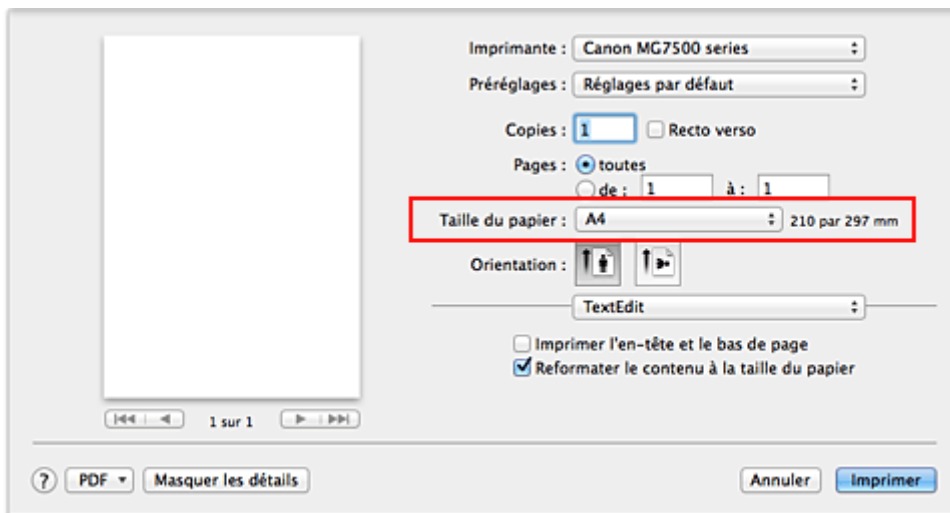 Imprimante : Canon MG7500 series
Préréglages : Réglages par défaut
Copies : 1 Recto verso
Pages : toutes
de : 1 à : 1
Taille du papier : A4 210 par 297 mm
Orientation :
TextEdit
Imprimer l'en-tête et le bas de page
Reformater le contenu à la taille du papier
1 sur 1
? PDF Masquer les détails Annuler Imprimer